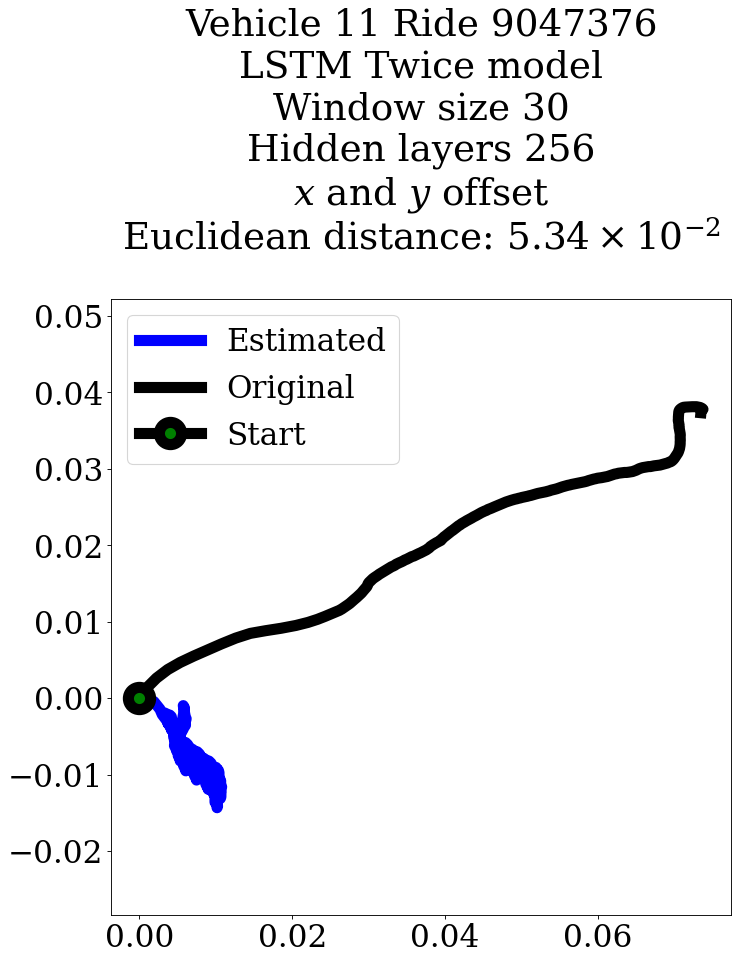 Vehicle 11 Ride 9047376
LSTM Twice model
Window size 30
Hidden layers 256
x and y offset
Euclidean distance: 5.34 × 10⁻²
Estimated
Original
Start
0.05
0.04
0.03
0.02
0.01
0.00
−0.01
−0.02
0.00 0.02 0.04 0.06